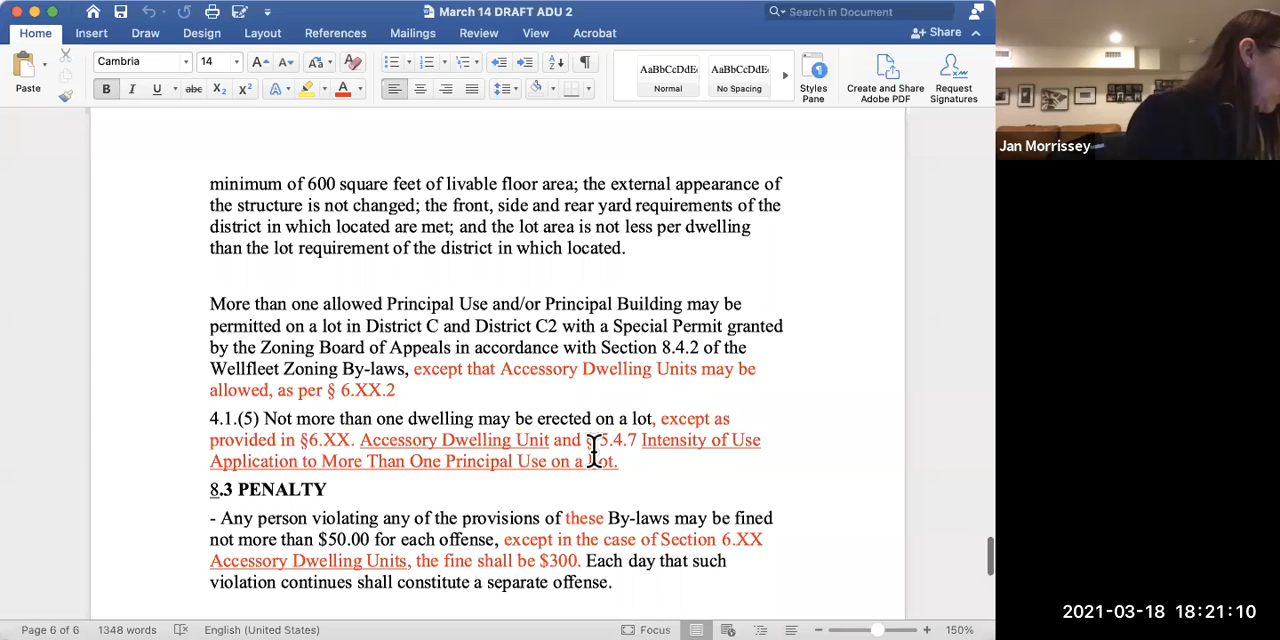 March 14 DRAFT ADU 2
Search in Document
Home Insert Draw Design Layout References Mailings Review View Acrobat Share
Paste
Cambria 14
AaBbCcDdE AaBbCcDdE
Normal No Spacing
Styles Pane
Create and Share Adobe PDF
Request Signatures
minimum of 600 square feet of livable floor area; the external appearance of
the structure is not changed; the front, side and rear yard requirements of the
district in which located are met; and the lot area is not less per dwelling
than the lot requirement of the district in which located.
More than one allowed Principal Use and/or Principal Building may be
permitted on a lot in District C and District C2 with a Special Permit granted
by the Zoning Board of Appeals in accordance with Section 8.4.2 of the
Wellfleet Zoning By-laws, except that Accessory Dwelling Units may be
allowed, as per § 6.XX.2
4.1.(5) Not more than one dwelling may be erected on a lot, except as
provided in §6.XX. Accessory Dwelling Unit and § 5.4.7 Intensity of Use
Application to More Than One Principal Use on a Lot.
8.3 PENALTY
- Any person violating any of the provisions of these By-laws may be fined
not more than $50.00 for each offense, except in the case of Section 6.XX
Accessory Dwelling Units, the fine shall be $300. Each day that such
violation continues shall constitute a separate offense.
Page 6 of 6 1348 words English (United States) Focus 150%
Jan Morrissey
2021-03-18 18:21:10